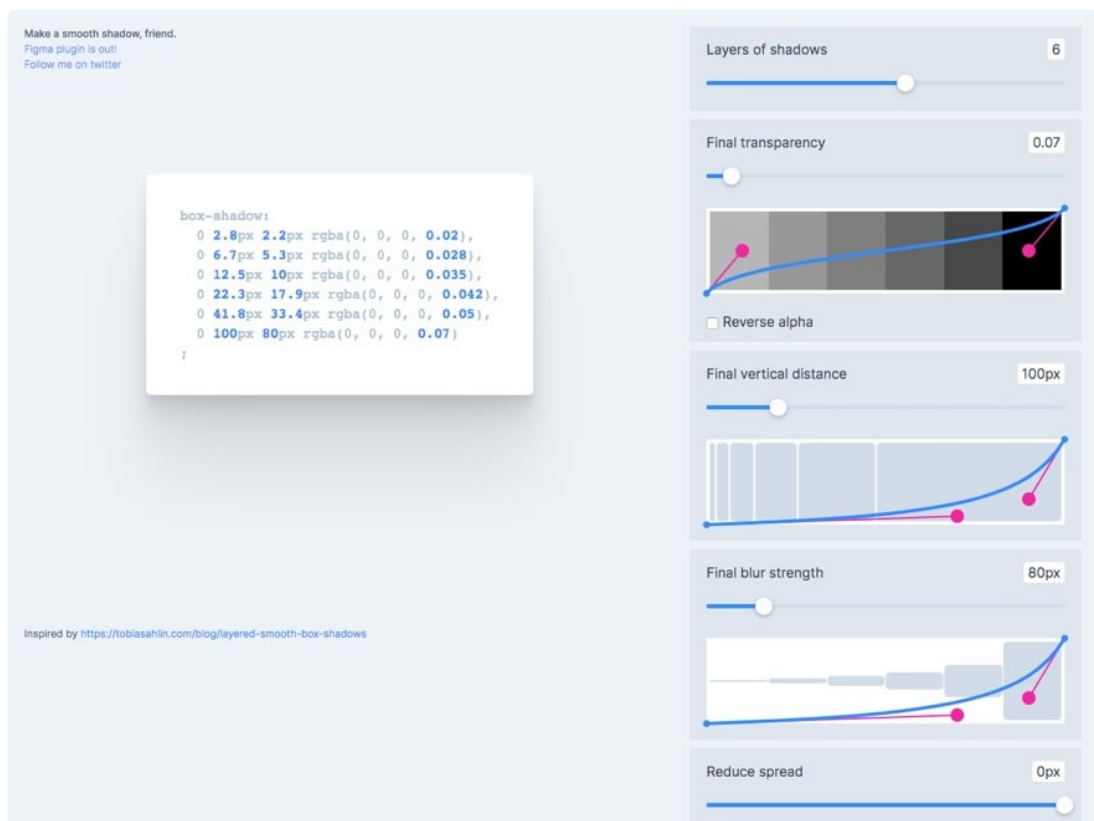 Make a smooth shadow, friend.
Figma plugin is out!
Follow me on twitter
box-shadow:
0 2.8px 2.2px rgba(0, 0, 0, 0.02),
0 6.7px 5.3px rgba(0, 0, 0, 0.028),
0 12.5px 10px rgba(0, 0, 0, 0.035),
0 22.3px 17.9px rgba(0, 0, 0, 0.042),
0 41.8px 33.4px rgba(0, 0, 0, 0.05),
0 100px 80px rgba(0, 0, 0, 0.07)
;
Inspired by https://tobiasahlin.com/blog/layered-smooth-box-shadows
Layers of shadows 6
Final transparency 0.07
Reverse alpha
Final vertical distance 100px
Final blur strength 80px
Reduce spread 0px